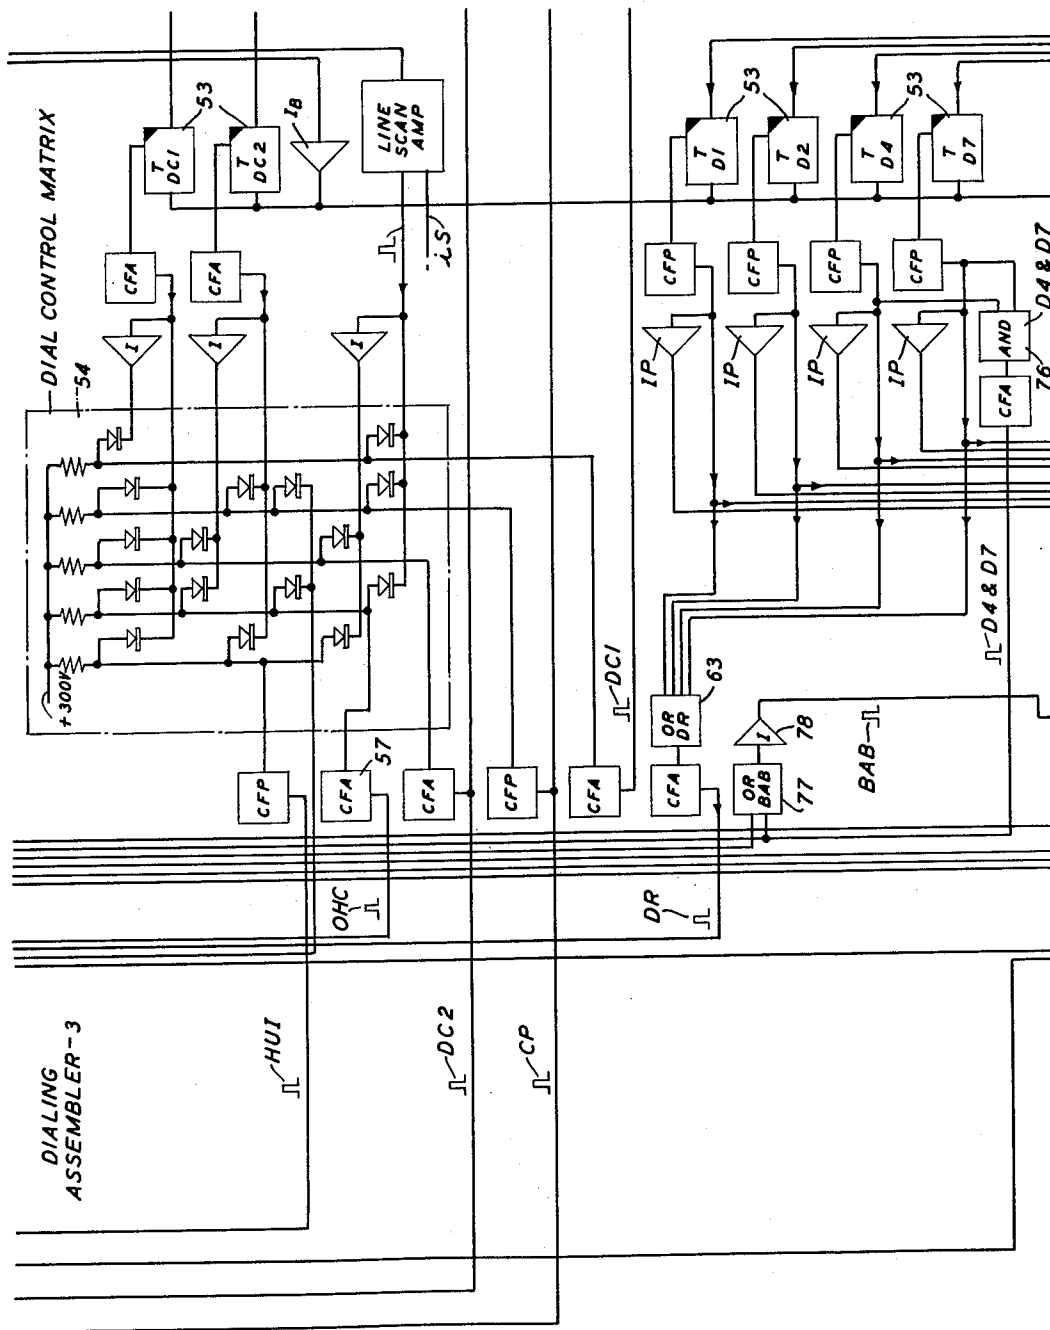 DIAL CONTROL MATRIX
54
T DC1
T DC2
53
IB
LINE SCAN AMP
iS
CFA
CFA
I
I
I
+300V
CFP
CFA
57
CFA
CFP
CFA
DC1
T D1
T D2
53
T D4
T D7
53
CFP
CFP
CFP
CFP
IP
IP
IP
IP
AND
D4 & D7
76
CFA
D4 & D7
OR DR
63
CFA
I
78
OR BAB
77
BAB
DR
OHC
HUI
DC2
CP
DIALING
ASSEMBLER-3